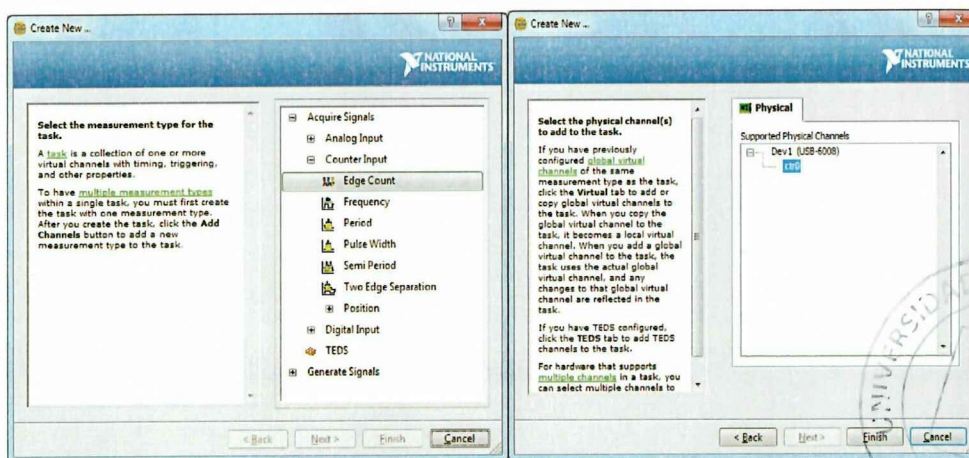 Create New ...
NATIONAL
INSTRUMENTS
Select the measurement type for the
task.
A task is a collection of one or more
virtual channels with timing, triggering,
and other properties.
To have multiple measurement types
within a single task, you must first create
the task with one measurement type.
After you create the task, click the Add
Channels button to add a new
measurement type to the task.
Acquire Signals
Analog Input
Counter Input
Edge Count
Frequency
Period
Pulse Width
Semi Period
Two Edge Separation
Position
Digital Input
TEDS
Generate Signals
< Back
Next >
Finish
Cancel
Create New ...
NATIONAL
INSTRUMENTS
Select the physical channel(s)
to add to the task.
If you have previously
configured global virtual
channels of the same
measurement type as the task,
click the Virtual tab to add or
copy global virtual channels to
the task. When you copy the
global virtual channel to the
task, it becomes a local virtual
channel. When you add a global
virtual channel to the task, the
task uses the actual global
virtual channel, and any
changes to that global virtual
channel are reflected in the
task.
If you have TEDS configured,
click the TEDS tab to add TEDS
channels to the task.
For hardware that supports
multiple channels in a task, you
can select multiple channels to
Physical
Supported Physical Channels
Dev1 (USB-6008)
ctr0
< Back
Next >
Finish
Cancel
UNIVERSIDAD